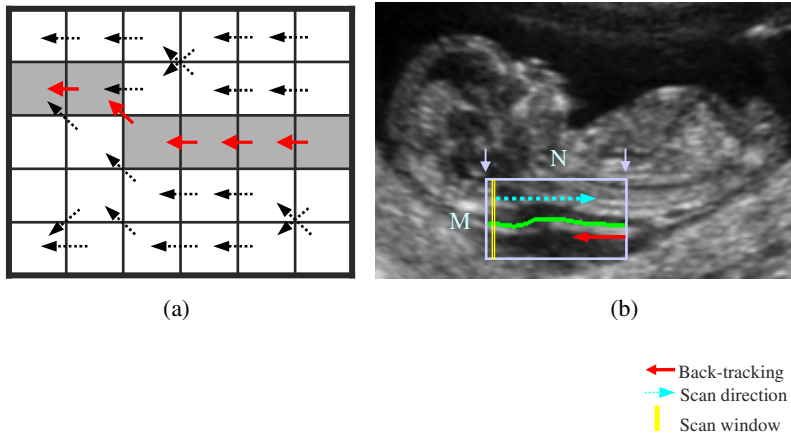 N
M
(a)
(b)
Back-tracking
Scan direction
Scan window